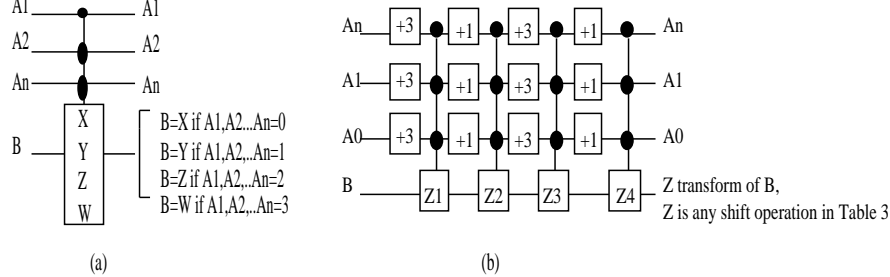 A1 A1
A2 A2
An An
X
B=X if A1,A2...An=0
B Y B=Y if A1,A2,..An=1
Z B=Z if A1,A2,..An=2
W B=W if A1,A2,..An=3
(a)
An +3 +1 +3 +1 An
A1 +3 +1 +3 +1 A1
A0 +3 +1 +3 +1 A0
B Z1 Z2 Z3 Z4 Z transform of B,
Z is any shift operation in Table 3
(b)